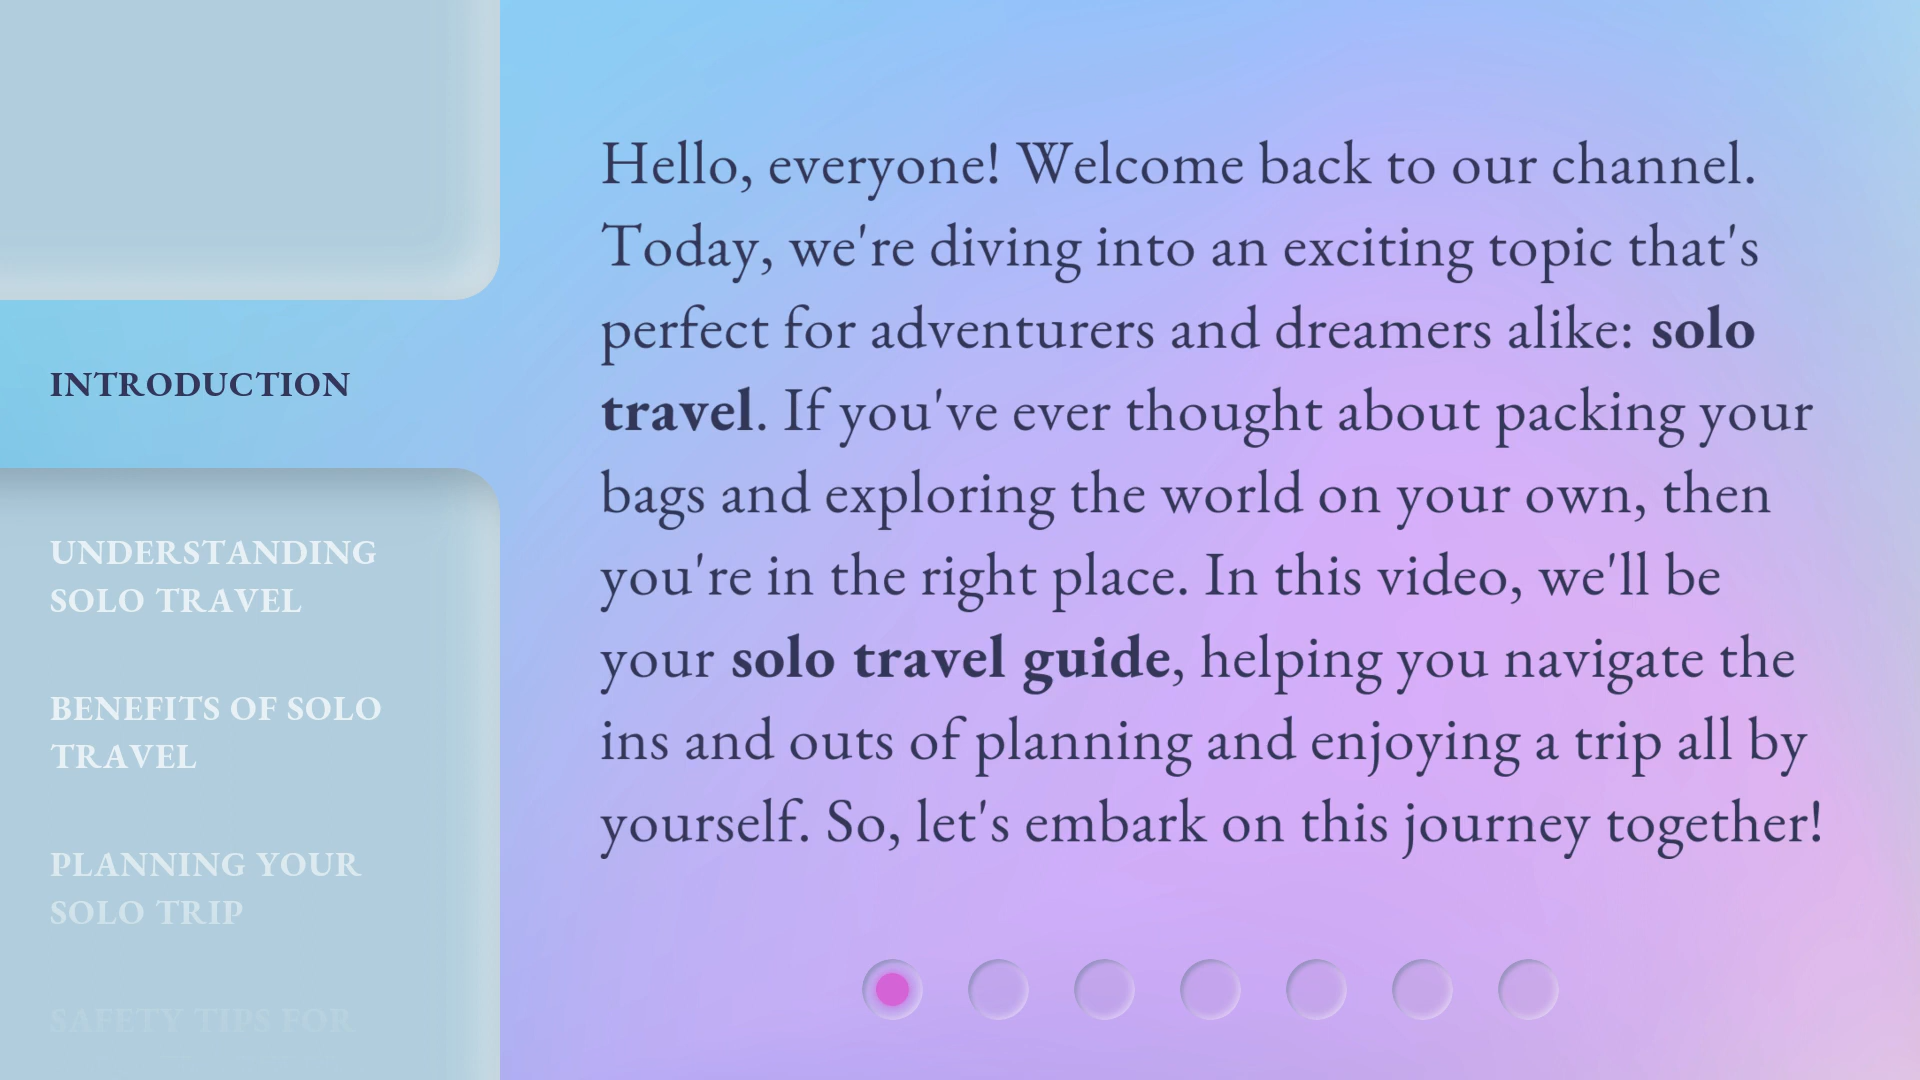 INTRODUCTION
UNDERSTANDING
SOLO TRAVEL
BENEFITS OF SOLO
TRAVEL
PLANNING YOUR
SOLO TRIP
SAFETY TIPS FOR
Hello, everyone! Welcome back to our channel.
Today, we're diving into an exciting topic that's
perfect for adventurers and dreamers alike: solo
travel. If you've ever thought about packing your
bags and exploring the world on your own, then
you're in the right place. In this video, we'll be
your solo travel guide, helping you navigate the
ins and outs of planning and enjoying a trip all by
yourself. So, let's embark on this journey together!